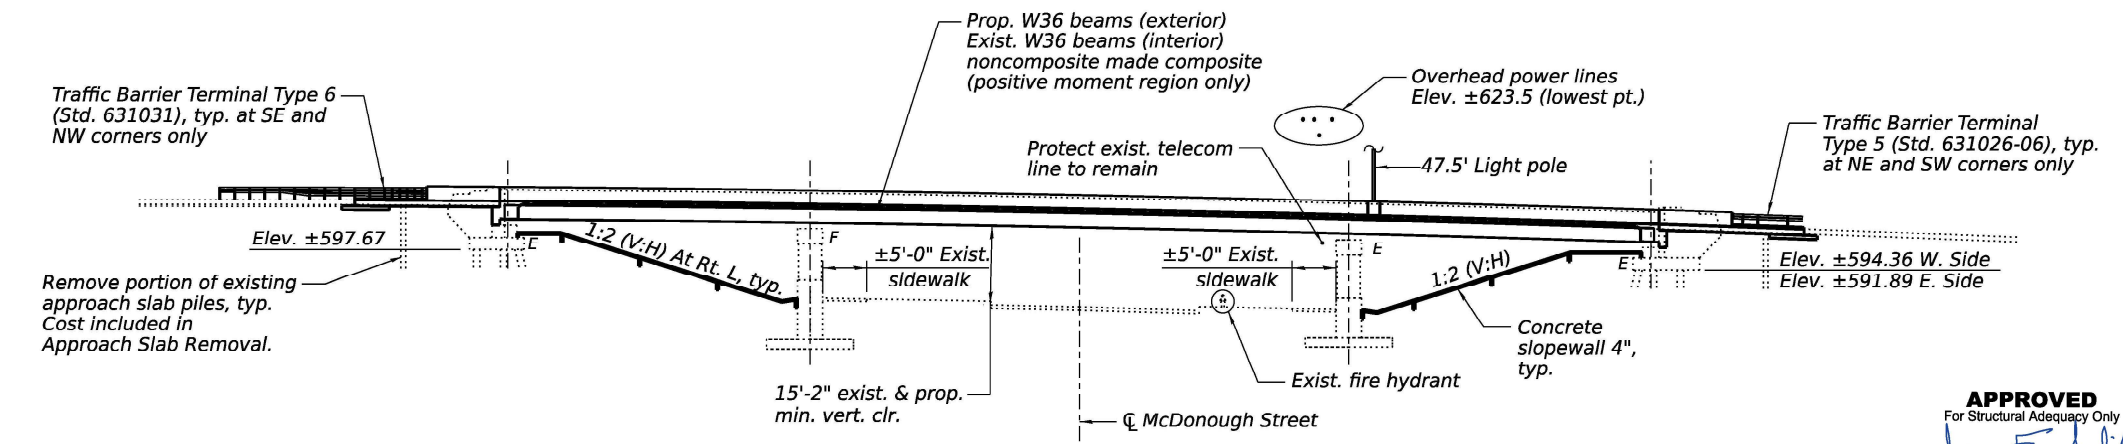 Prop. W36 beams (exterior)
Exist. W36 beams (interior)
noncomposite made composite
(positive moment region only)
Overhead power lines
Elev. ±623.5 (lowest pt.)
Traffic Barrier Terminal Type 6
(Std. 631031), typ. at SE and
NW corners only
Traffic Barrier Terminal
Type 5 (Std. 631026-06), typ.
at NE and SW corners only
Protect exist. telecom
line to remain
47.5' Light pole
Elev. ±597.67
E
1:2 (V:H) At Rt. L, typ.
F
±5'-0" Exist.
sidewalk
±5'-0" Exist.
sidewalk
E
1:2 (V:H)
E
Elev. ±594.36 W. Side
Elev. ±591.89 E. Side
Remove portion of existing
approach slab piles, typ.
Cost included in
Approach Slab Removal.
Concrete
slopewall 4",
typ.
15'-2" exist. & prop.
min. vert. clr.
Exist. fire hydrant
℄ McDonough Street
APPROVED
For Structural Adequacy Only